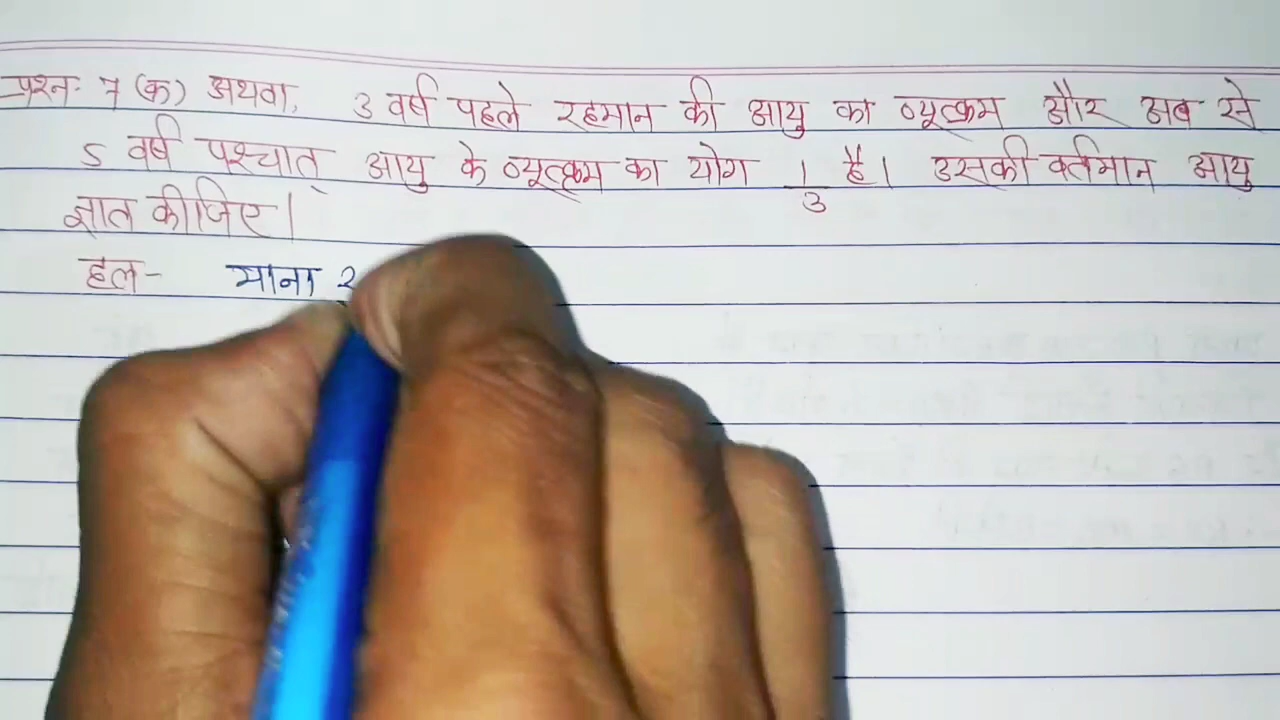 प्रश्न: 7 (क) अथवा, 3 वर्ष पहले रहमान की आयु का व्युत्क्रम और अब से
5 वर्ष पश्चात् आयु के व्युत्क्रम का योग 1/3 है। उसकी वर्तमान आयु
ज्ञात कीजिए।
हल- माना